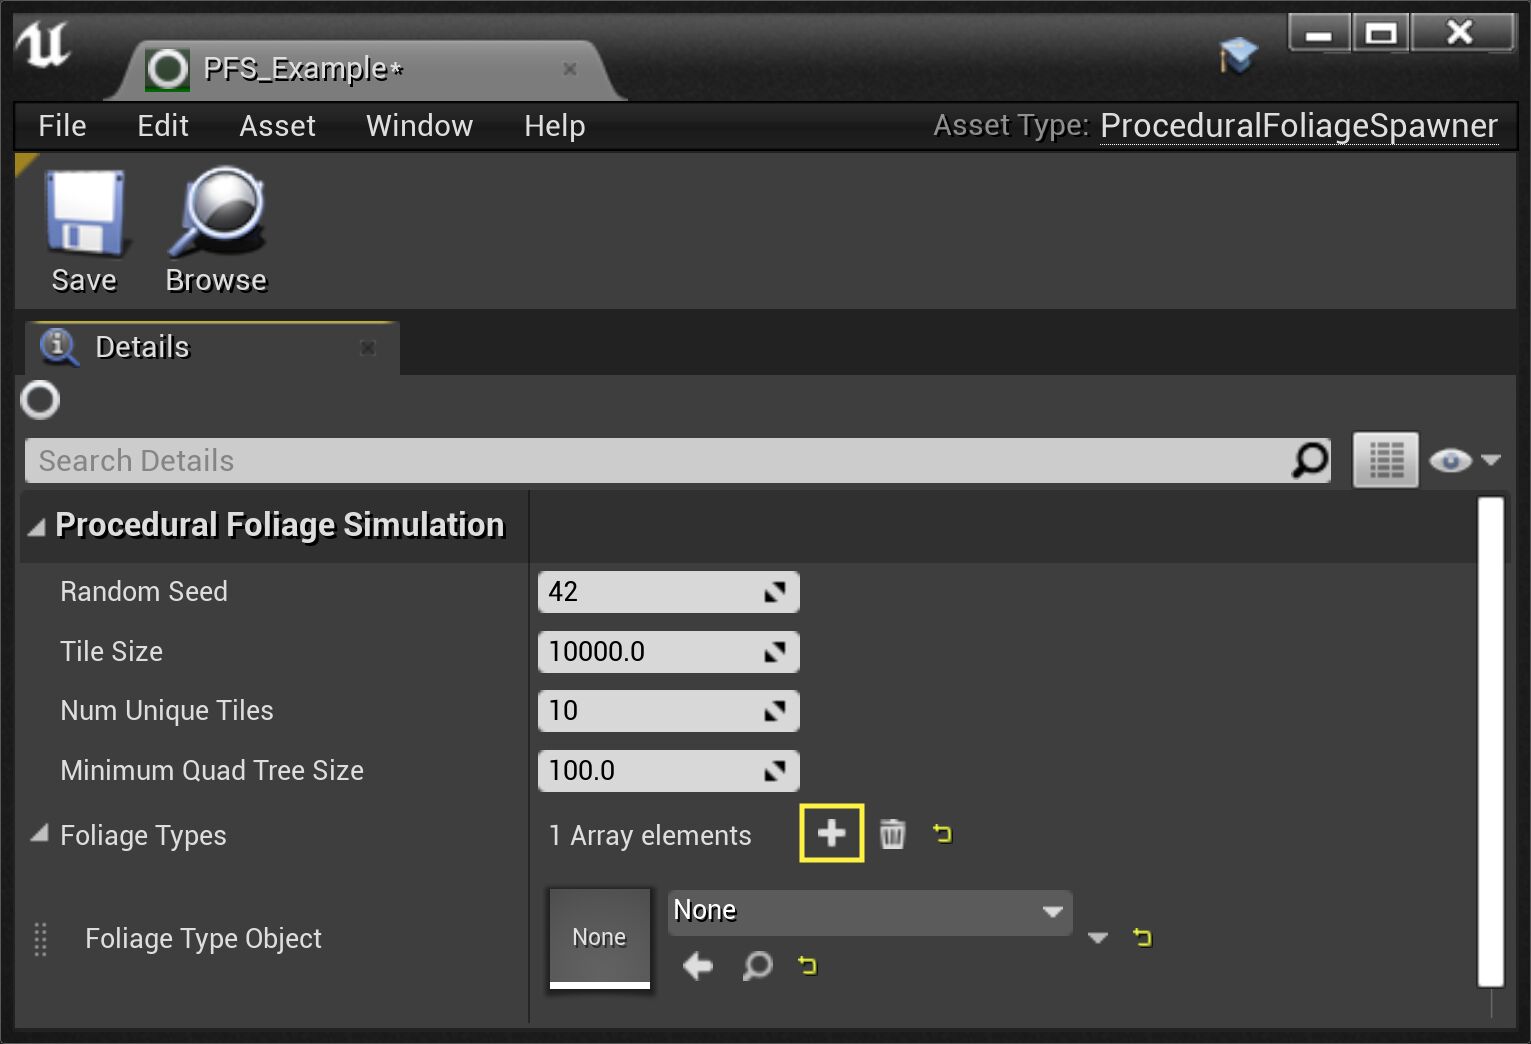 PFS_Example*
File Edit Asset Window Help Asset Type: ProceduralFoliageSpawner
Save Browse
Details
Search Details
Procedural Foliage Simulation
Random Seed 42
Tile Size 10000.0
Num Unique Tiles 10
Minimum Quad Tree Size 100.0
Foliage Types 1 Array elements
None
Foliage Type Object None